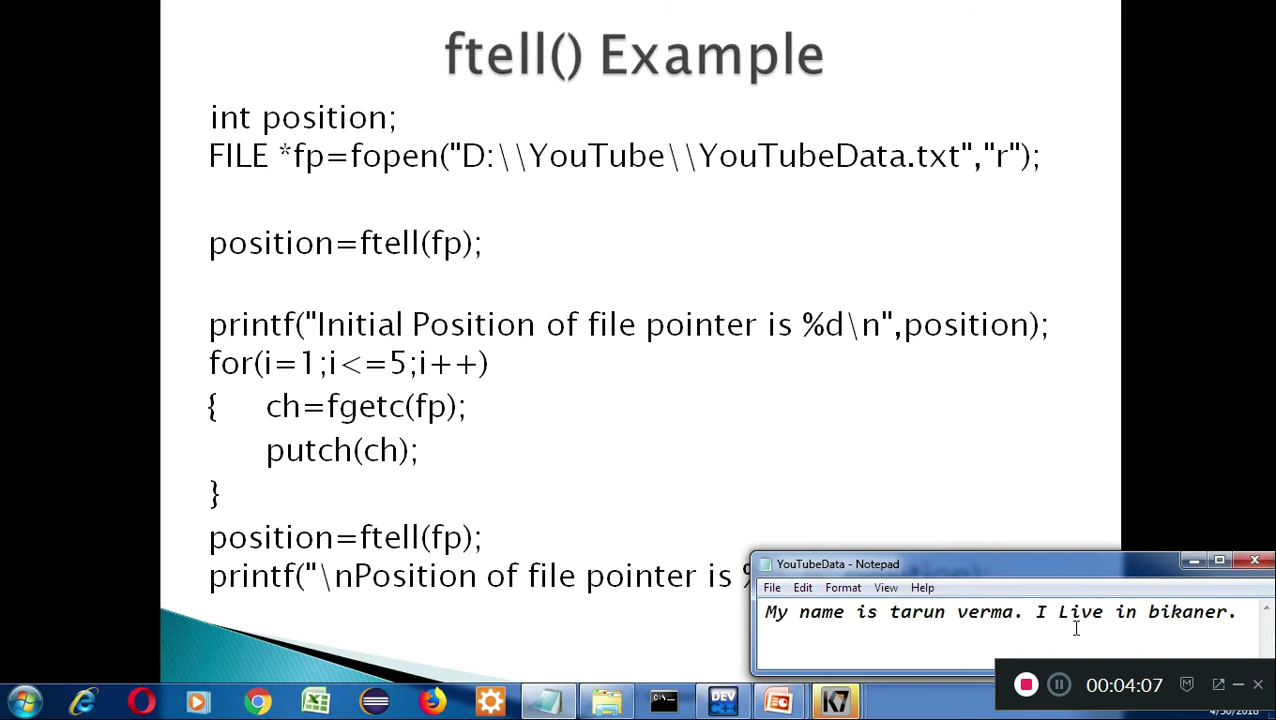 ftell() Example
int position;
FILE *fp=fopen("D:\\YouTube\\YouTubeData.txt","r");
position=ftell(fp);
printf("Initial Position of file pointer is %d\n",position);
for(i=1;i<=5;i++)
{ ch=fgetc(fp);
putch(ch);
}
position=ftell(fp);
printf("\nPosition of file pointer is %
YouTubeData - Notepad
File Edit Format View Help
My name is tarun verma. I Live in bikaner.
00:04:07
DEV
C++
K7